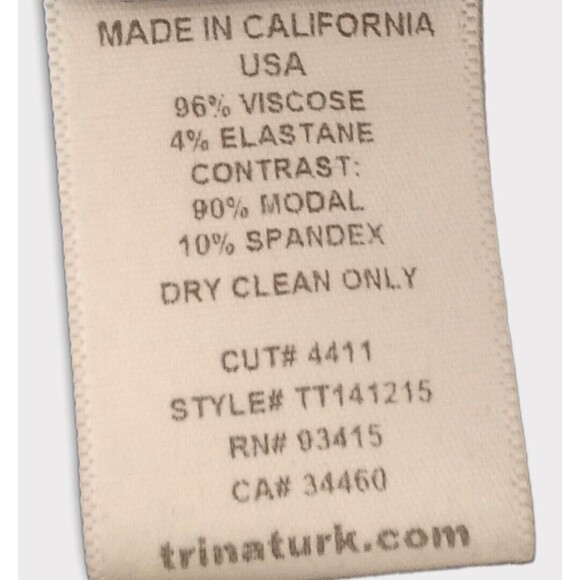 MADE IN CALIFORNIA
USA
96% VISCOSE
4% ELASTANE
CONTRAST:
90% MODAL
10% SPANDEX
DRY CLEAN ONLY
CUT# 4411
STYLE# TT141215
RN# 93415
CA# 34460
trinaturk.com